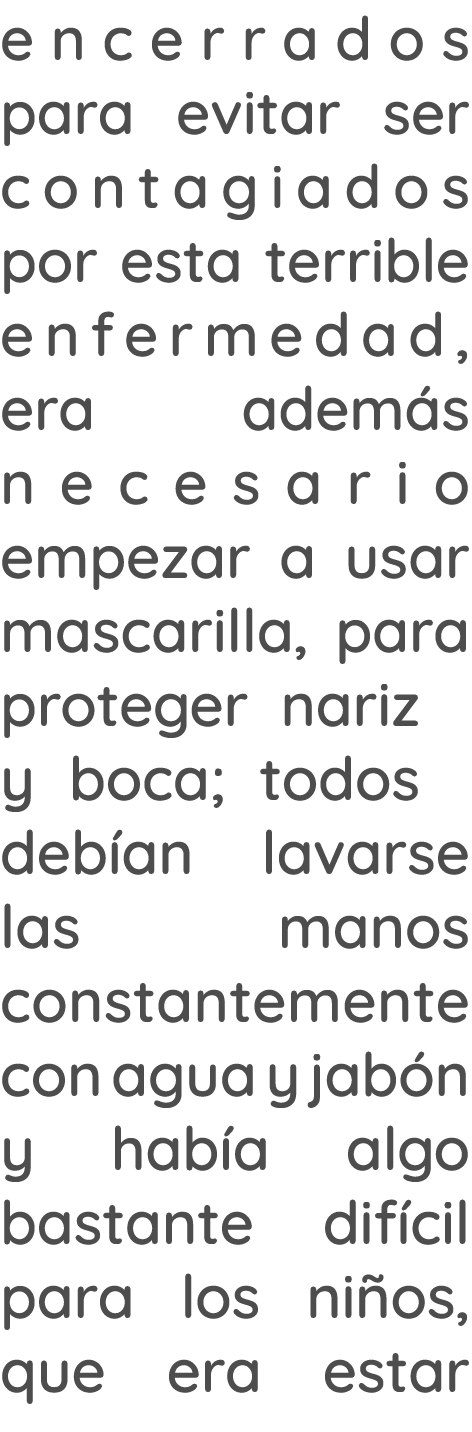 encerrados
para evitar ser
contagiados
por esta terrible
enfermedad,
era además
necesario
empezar a usar
mascarilla, para
proteger nariz
y boca; todos
debían lavarse
las manos
constantemente
con agua y jabón
y había algo
bastante difícil
para los niños,
que era estar